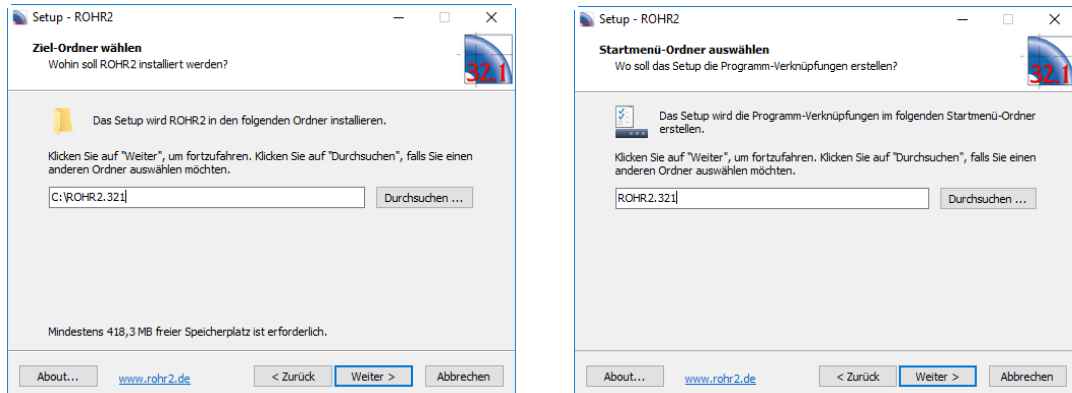 Setup - ROHR2
Ziel-Ordner wählen
Wohin soll ROHR2 installiert werden?
32.1
Das Setup wird ROHR2 in den folgenden Ordner installieren.
Klicken Sie auf "Weiter", um fortzufahren. Klicken Sie auf "Durchsuchen", falls Sie einen
anderen Ordner auswählen möchten.
C:\ROHR2.321
Durchsuchen ...
Mindestens 418,3 MB freier Speicherplatz ist erforderlich.
About...
www.rohr2.de
< Zurück
Weiter >
Abbrechen
Setup - ROHR2
Startmenü-Ordner auswählen
Wo soll das Setup die Programm-Verknüpfungen erstellen?
32.1
Das Setup wird die Programm-Verknüpfungen im folgenden Startmenü-Ordner
erstellen.
Klicken Sie auf "Weiter", um fortzufahren. Klicken Sie auf "Durchsuchen", falls Sie einen
anderen Ordner auswählen möchten.
ROHR2.321
Durchsuchen ...
About...
www.rohr2.de
< Zurück
Weiter >
Abbrechen